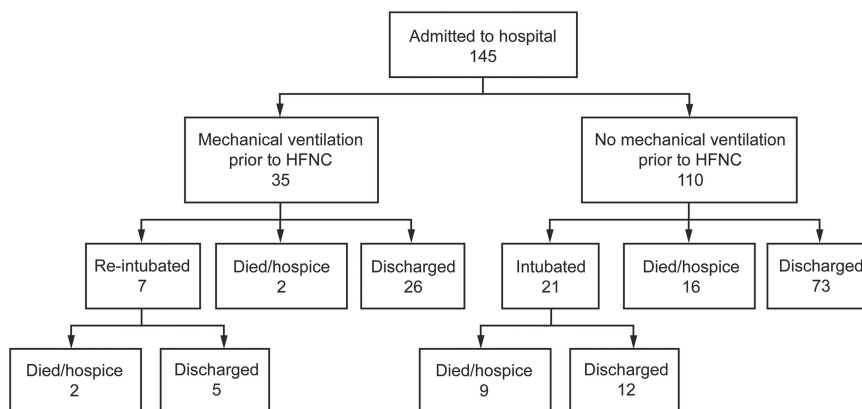 Admitted to hospital
145
Mechanical ventilation
prior to HFNC
35
No mechanical ventilation
prior to HFNC
110
Re-intubated
7
Died/hospice
2
Discharged
26
Intubated
21
Died/hospice
16
Discharged
73
Died/hospice
2
Discharged
5
Died/hospice
9
Discharged
12